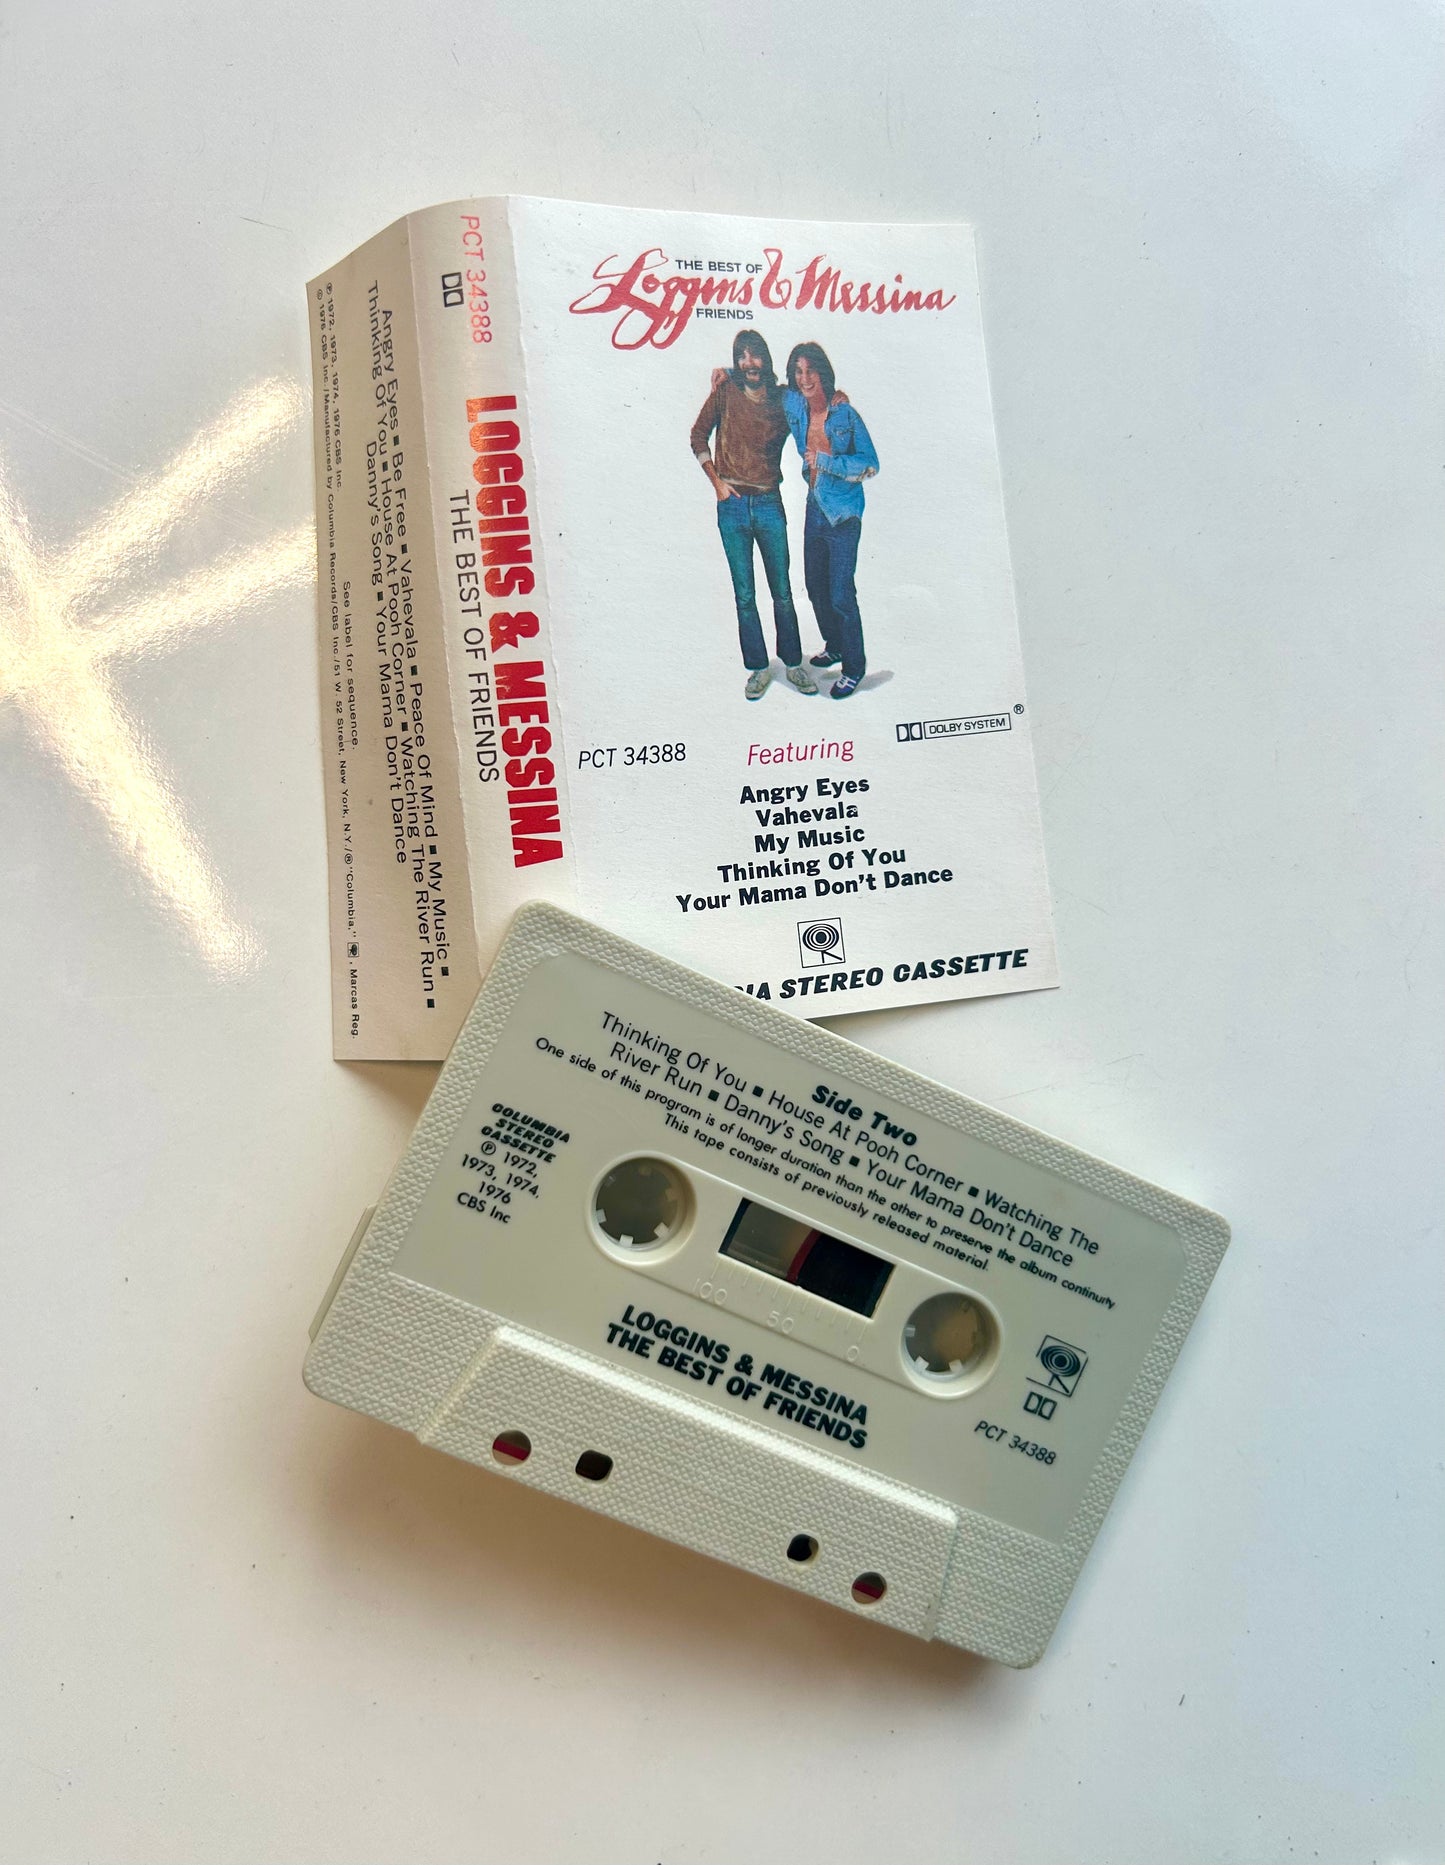 THE BEST OF
Loggins & Messina
FRIENDS
DOLBY SYSTEM ®
PCT 34388
Featuring
Angry Eyes
Vahevala
My Music
Thinking Of You
Your Mama Don't Dance
STEREO CASSETTE
PCT 34388
LOGGINS & MESSINA
THE BEST OF FRIENDS
Angry Eyes ■ Be Free ■ Vahevala ■ Peace Of Mind ■ My Music ■
Thinking Of You ■ House At Pooh Corner ■ Watching The River Run ■
Danny's Song ■ Your Mama Don't Dance
See label for sequence.
℗ 1972, 1973, 1974, 1976 CBS Inc.
© 1976 CBS Inc./Manufactured by Columbia Records/CBS Inc./51 W. 52 Street, New York, N.Y./® "Columbia," , Marcas Reg.
Side Two
Thinking Of You ■ House At Pooh Corner ■ Watching The
River Run ■ Danny's Song ■ Your Mama Don't Dance
One side of this program is of longer duration than the other to preserve the album continuity
This tape consists of previously released material.
COLUMBIA
STEREO
CASSETTE
℗ 1972,
1973, 1974,
1976
CBS Inc
100 50 0
LOGGINS & MESSINA
THE BEST OF FRIENDS
PCT 34388